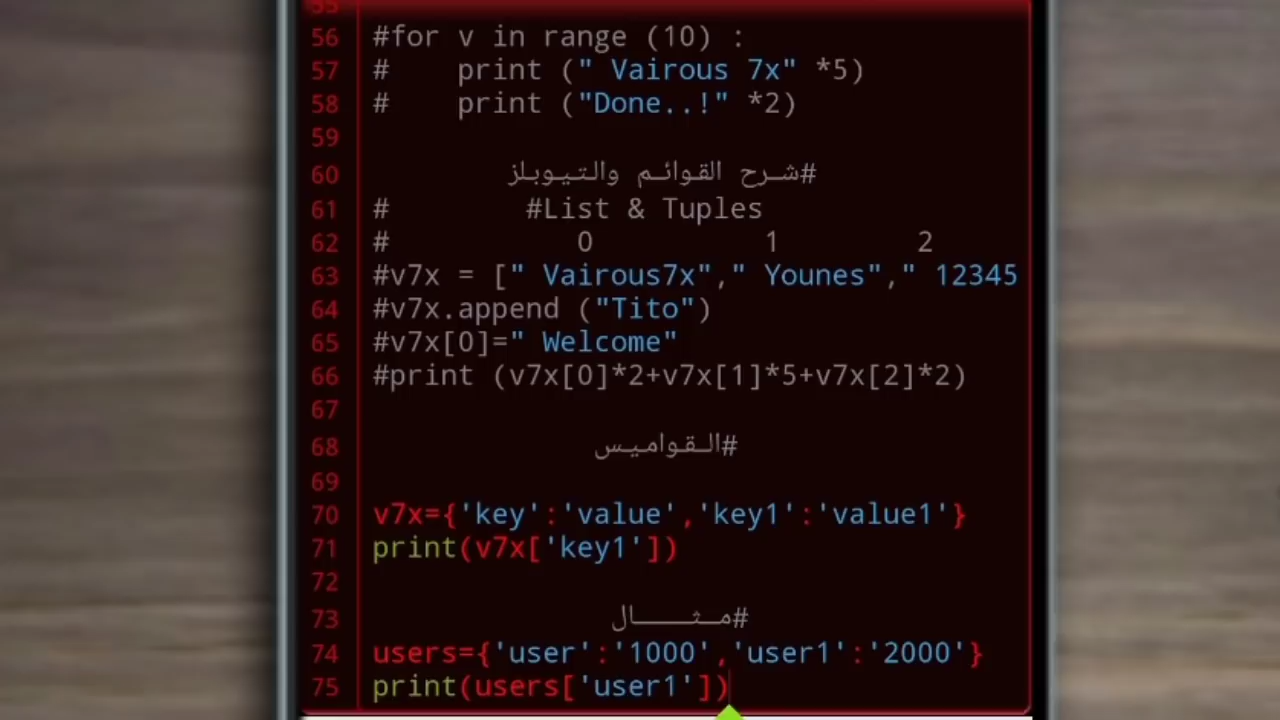 55
56 #for v in range (10) :
57 #    print (" Vairous 7x" *5)
58 #    print ("Done..!" *2)
59
60 #شرح القوائم والتيوبلز
61 #        #List & Tuples
62 #           0          1        2
63 #v7x = [" Vairous7x"," Younes"," 12345
64 #v7x.append ("Tito")
65 #v7x[0]=" Welcome"
66 #print (v7x[0]*2+v7x[1]*5+v7x[2]*2)
67
68 #الـقواميس
69
70 v7x={'key':'value','key1':'value1'}
71 print(v7x['key1'])
72
73 #مـثـــــال
74 users={'user':'1000','user1':'2000'}
75 print(users['user1'])